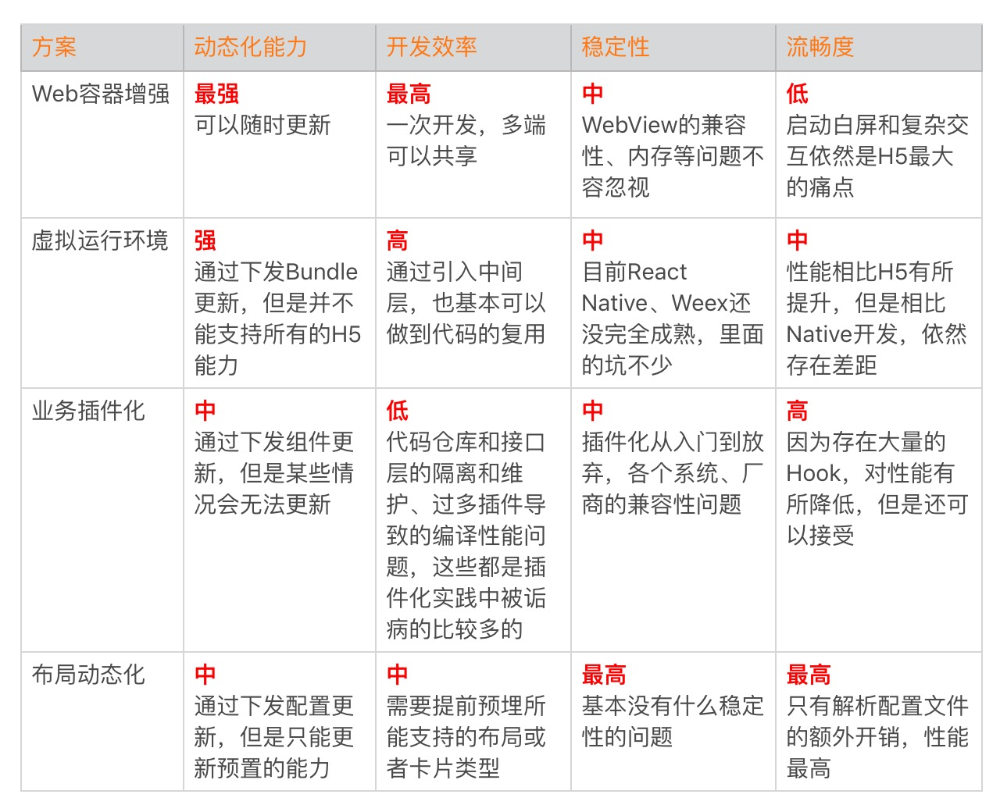 方案
动态化能力
开发效率
稳定性
流畅度
Web容器增强
最强
可以随时更新
最高
一次开发，多端
可以共享
中
WebView的兼容
性、内存等问题不
容忽视
低
启动白屏和复杂交
互依然是H5最大
的痛点
虚拟运行环境
强
通过下发Bundle
更新，但是并不
能支持所有的H5
能力
高
通过引入中间
层，也基本可以
做到代码的复用
中
目前React
Native、Weex还
没完全成熟，里面
的坑不少
中
性能相比H5有所
提升，但是相比
Native开发，依然
存在差距
业务插件化
中
通过下发组件更
新，但是某些情
况会无法更新
低
代码仓库和接口
层的隔离和维
护、过多插件导
致的编译性能问
题，这些都是插
件化实践中被诟
病的比较多的
中
插件化从入门到放
弃，各个系统、厂
商的兼容性问题
高
因为存在大量的
Hook，对性能有
所降低，但是还可
以接受
布局动态化
中
通过下发配置更
新，但是只能更
新预置的能力
中
需要提前预埋所
能支持的布局或
者卡片类型
最高
基本没有什么稳定
性的问题
最高
只有解析配置文件
的额外开销，性能
最高